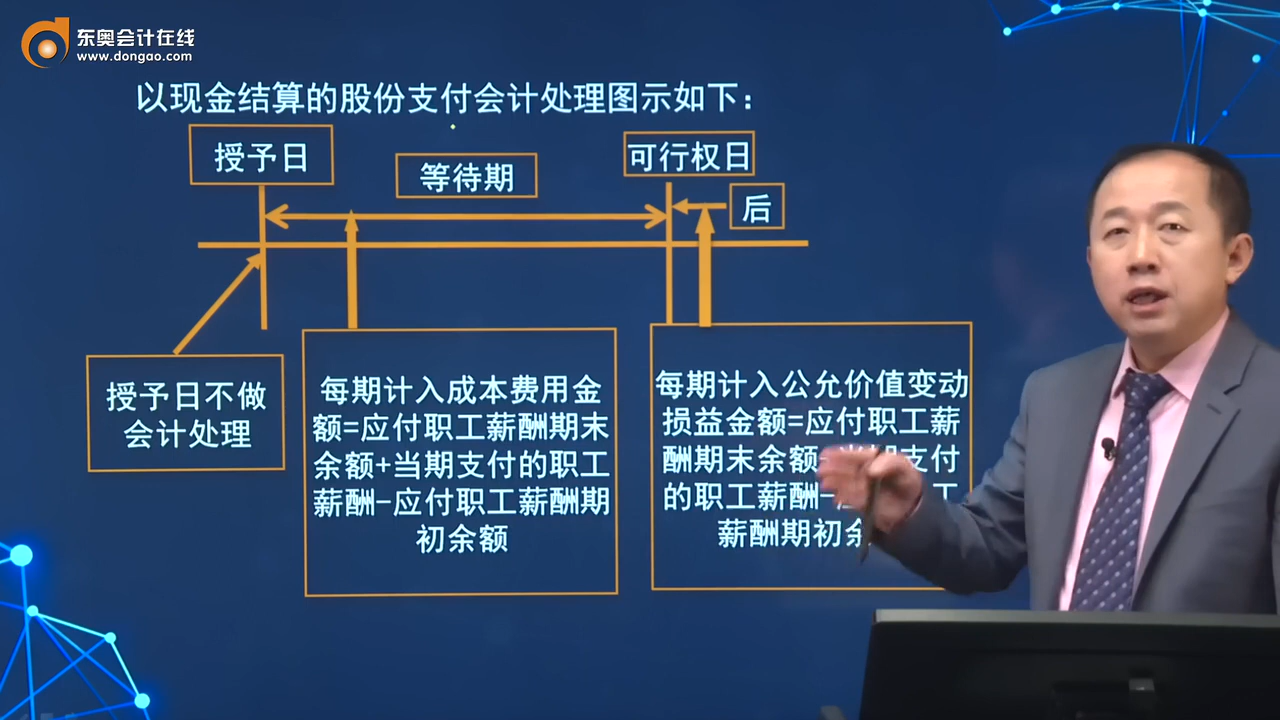 东奥会计在线
www.dongao.com
以现金结算的股份支付会计处理图示如下：
授予日
等待期
可行权日
后
授予日不做
会计处理
每期计入成本费用金
额=应付职工薪酬期末
余额+当期支付的职工
薪酬-应付职工薪酬期
初余额
每期计入公允价值变动
损益金额=应付职工薪
酬期末余额 当期支付
的职工薪酬- 工
薪酬期初余